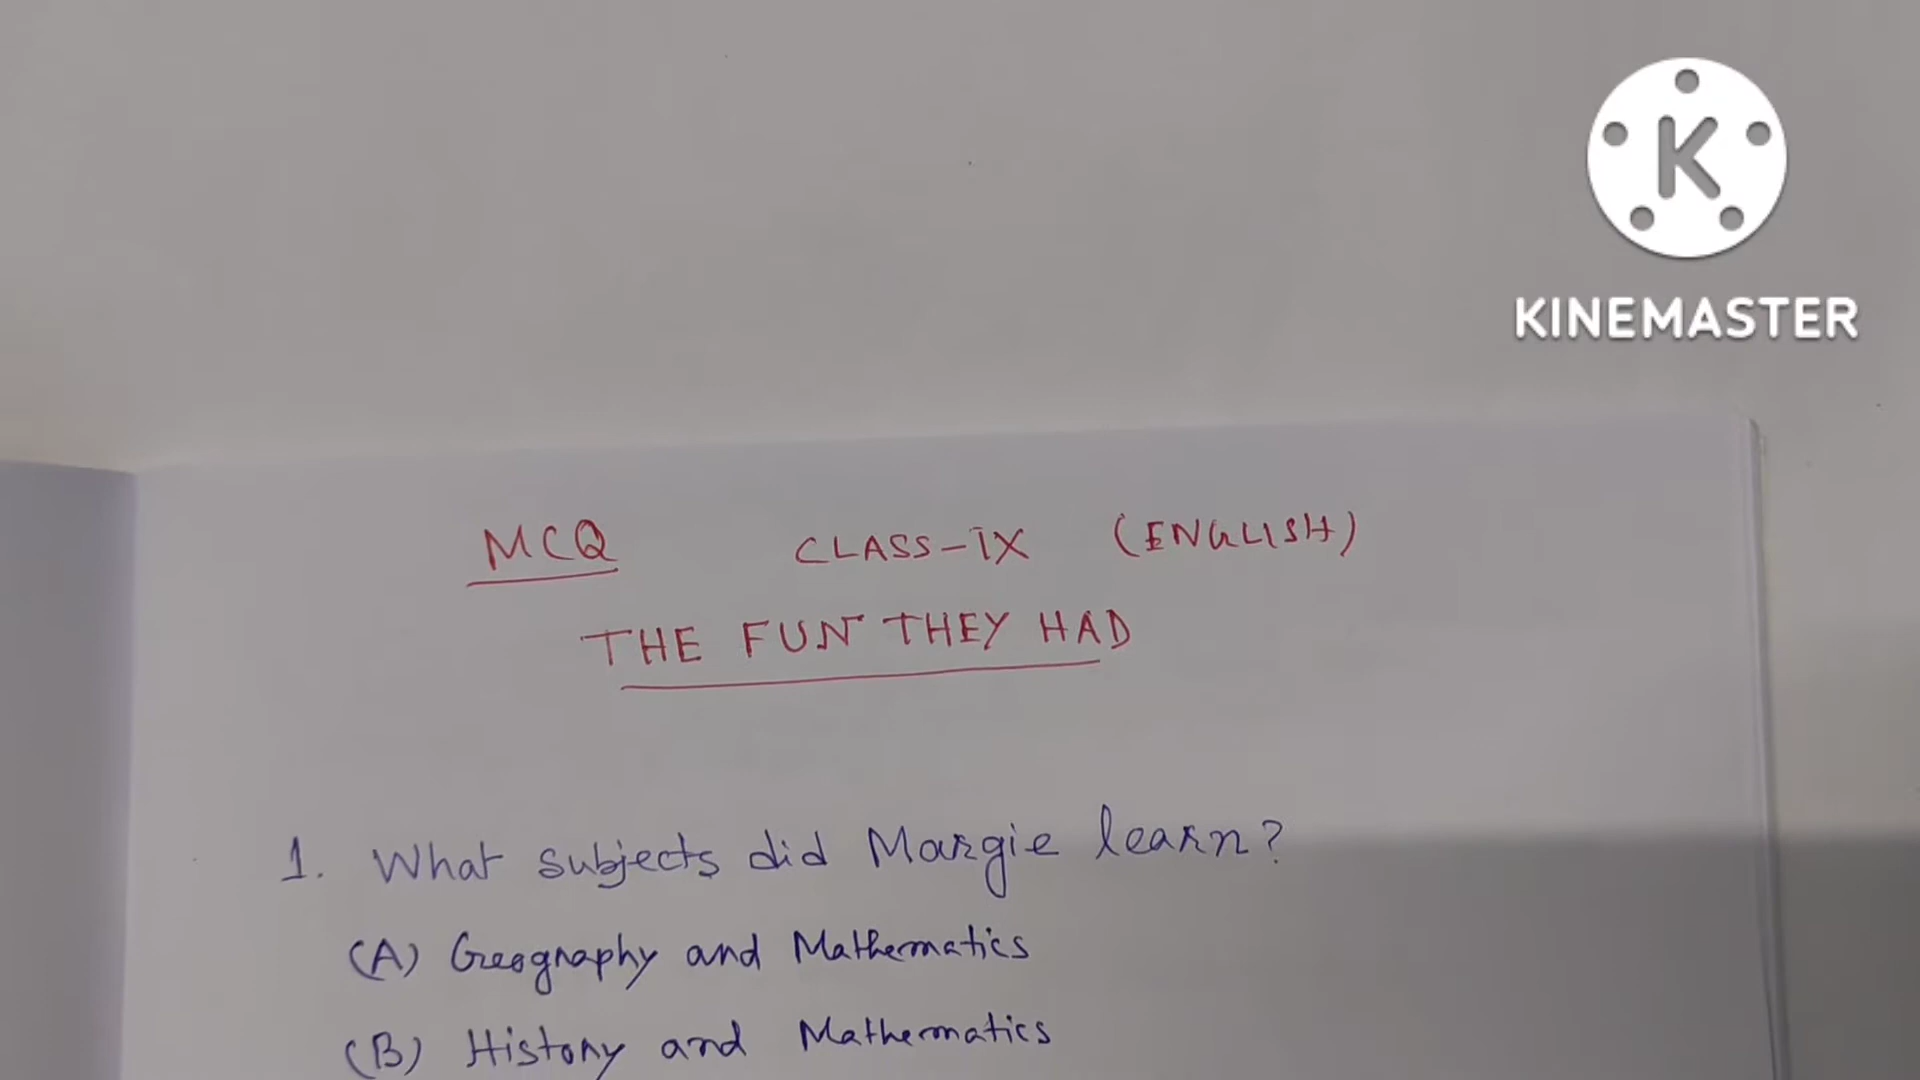 K
KINEMASTER
MCQ CLASS-IX (ENGLISH)
THE FUN THEY HAD
1. What subjects did Margie learn?
(A) Geography and Mathematics
(B) History and Mathematics